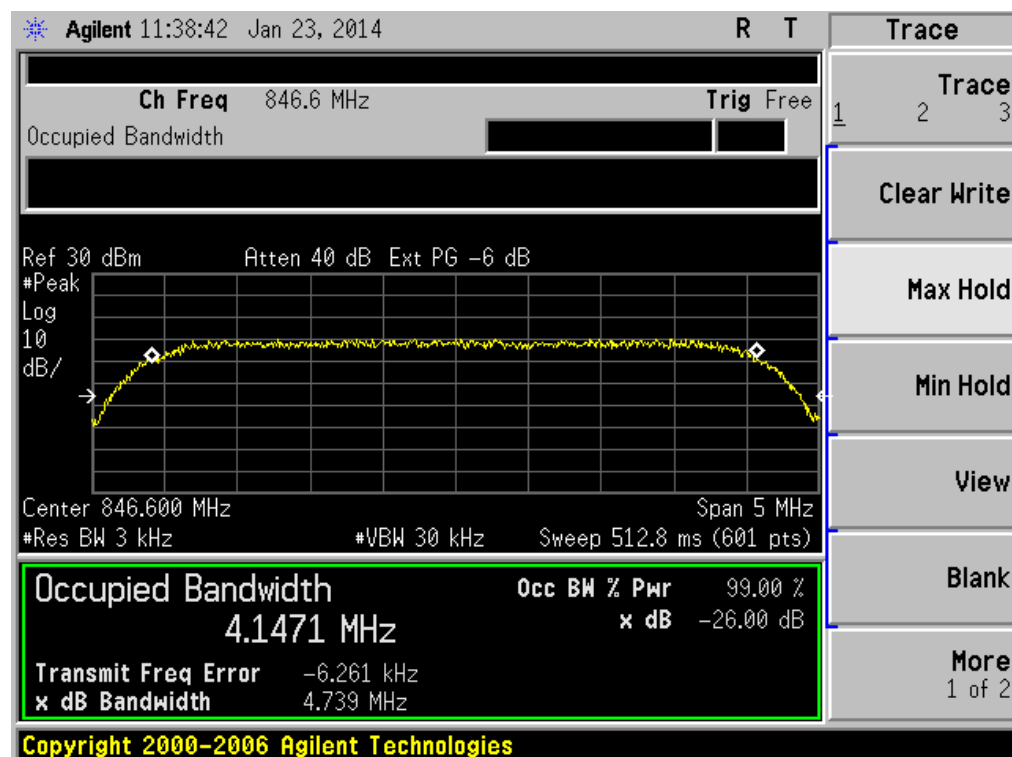 Agilent 11:38:42 Jan 23, 2014 R T Trace
Ch Freq 846.6 MHz Trig Free
Occupied Bandwidth
Trace
1 2 3
Clear Write
Max Hold
Min Hold
View
Blank
More
1 of 2
Ref 30 dBm Atten 40 dB Ext PG -6 dB
#Peak
Log
10
dB/
Center 846.600 MHz Span 5 MHz
#Res BW 3 kHz #VBW 30 kHz Sweep 512.8 ms (601 pts)
Occupied Bandwidth Occ BW % Pwr 99.00 %
4.1471 MHz x dB -26.00 dB
Transmit Freq Error -6.261 kHz
x dB Bandwidth 4.739 MHz
Copyright 2000-2006 Agilent Technologies